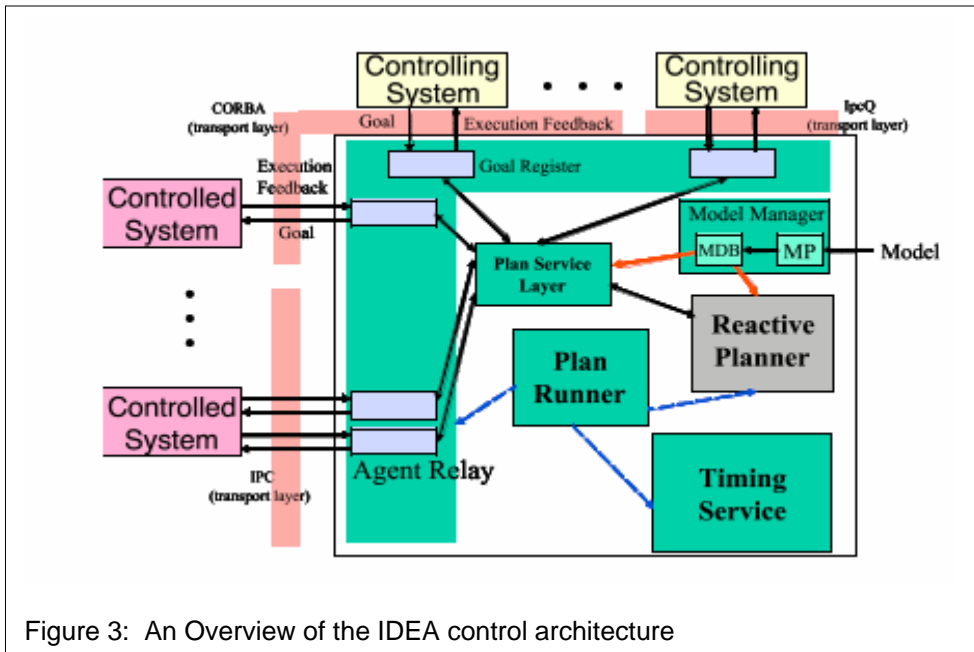 Controlling
System
Controlling
System
CORBA
(transport layer)
Goal
Execution Feedback
IpcQ
(transport layer)
Execution
Feedback
Goal Register
Controlled
System
Goal
Model Manager
MDB
MP
Model
Plan Service
Layer
Reactive
Planner
Plan
Runner
Controlled
System
Agent Relay
IPC
(transport layer)
Timing
Service
Figure 3: An Overview of the IDEA control architecture